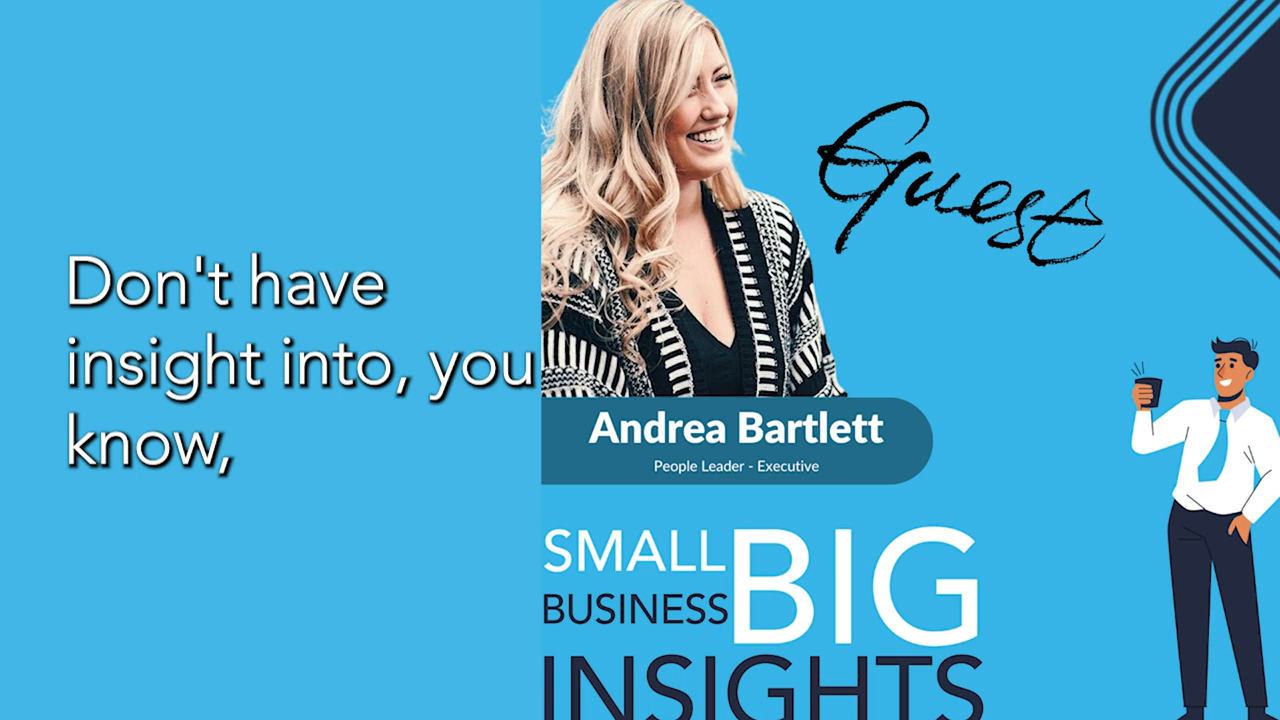 Don't have
insight into, you
know,
Guest
Andrea Bartlett
People Leader - Executive
SMALL BIG
BUSINESS
INSIGHTS